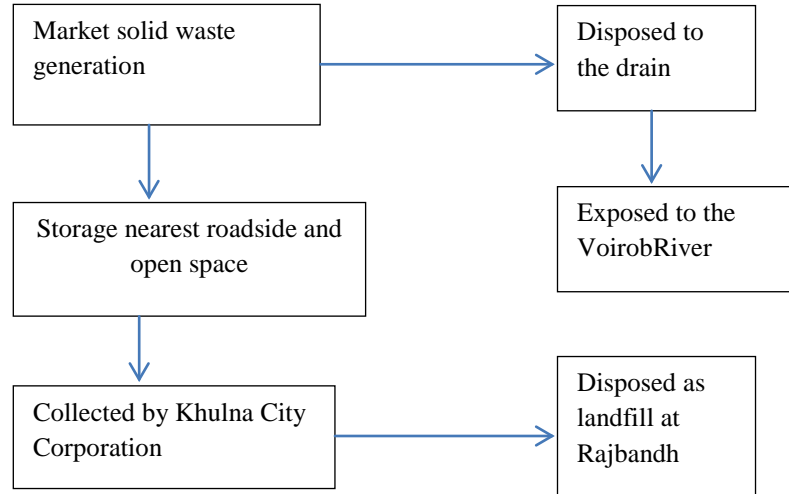 Market solid waste
generation
Disposed to
the drain
Storage nearest roadside and
open space
Exposed to the
VoirobRiver
Collected by Khulna City
Corporation
Disposed as
landfill at
Rajbandh